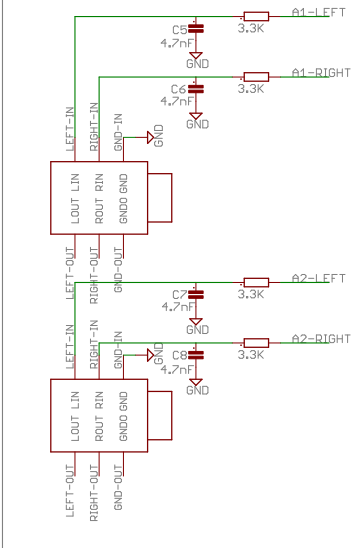 A1-LEFT
C5
3.3K
4.7nF
GND
A1-RIGHT
C6
3.3K
4.7nF
GND
LEFT-IN
RIGHT-IN
GND-IN
GND
LOUT LIN
ROUT RIN
GNDO GND
LEFT-OUT
RIGHT-OUT
GND-OUT
A2-LEFT
C7
3.3K
4.7nF
GND
A2-RIGHT
C8
3.3K
4.7nF
GND
LEFT-IN
RIGHT-IN
GND-IN
GND
LOUT LIN
ROUT RIN
GNDO GND
LEFT-OUT
RIGHT-OUT
GND-OUT